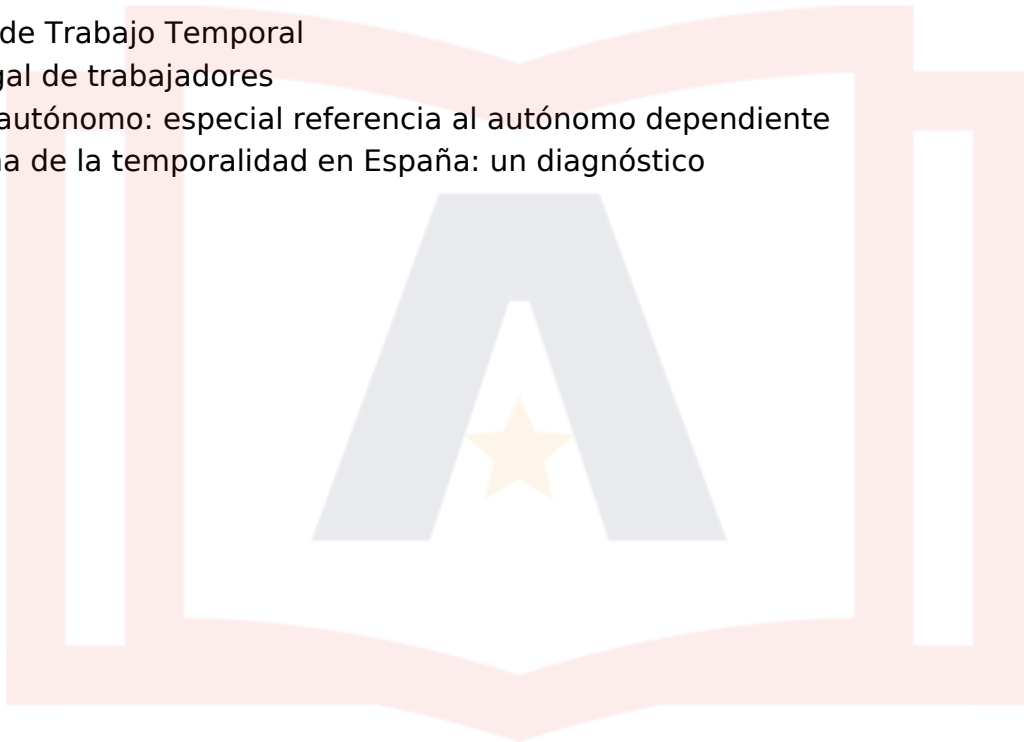 de Trabajo Temporal
gal de trabajadores
autónomo: especial referencia al autónomo dependiente
a de la temporalidad en España: un diagnóstico